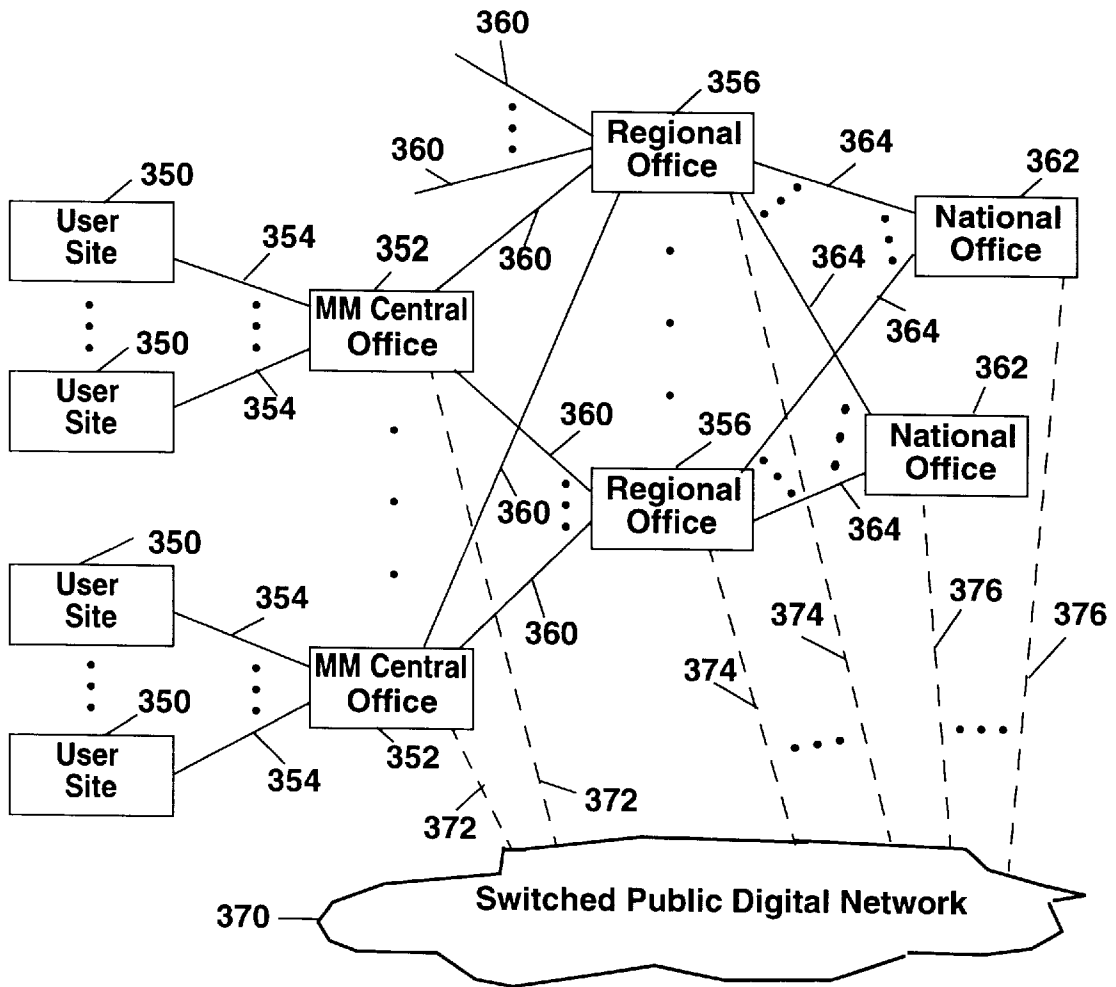 360
356
Regional
Office
360
364
362
350
User
Site
354
352
360
National
Office
MM Central
Office
364
364
350
User
Site
354
362
360
356
National
Office
360
Regional
Office
364
350
User
Site
354
360
374
376
376
MM Central
Office
374
350
User
Site
354
352
372
372
370
Switched Public Digital Network